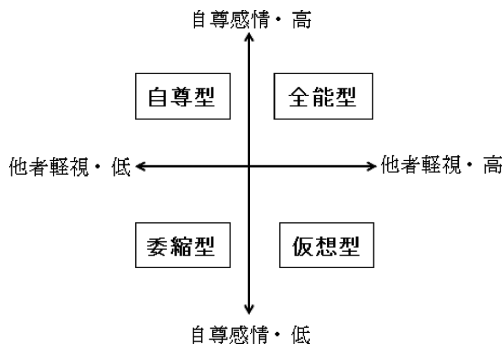 自尊感情・高
自尊型
全能型
他者軽視・低
他者軽視・高
委縮型
仮想型
自尊感情・低